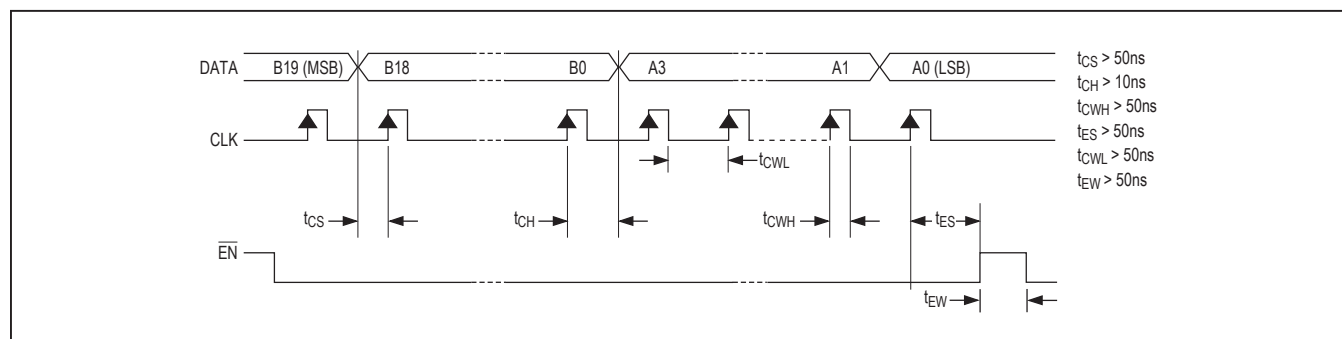 DATA B19 (MSB) B18 B0 A3 A1 A0 (LSB)
CLK
tCWL
tCS tCH tCWH tES
EN
tEW
tCS > 50ns
tCH > 10ns
tCWH > 50ns
tES > 50ns
tCWL > 50ns
tEW > 50ns